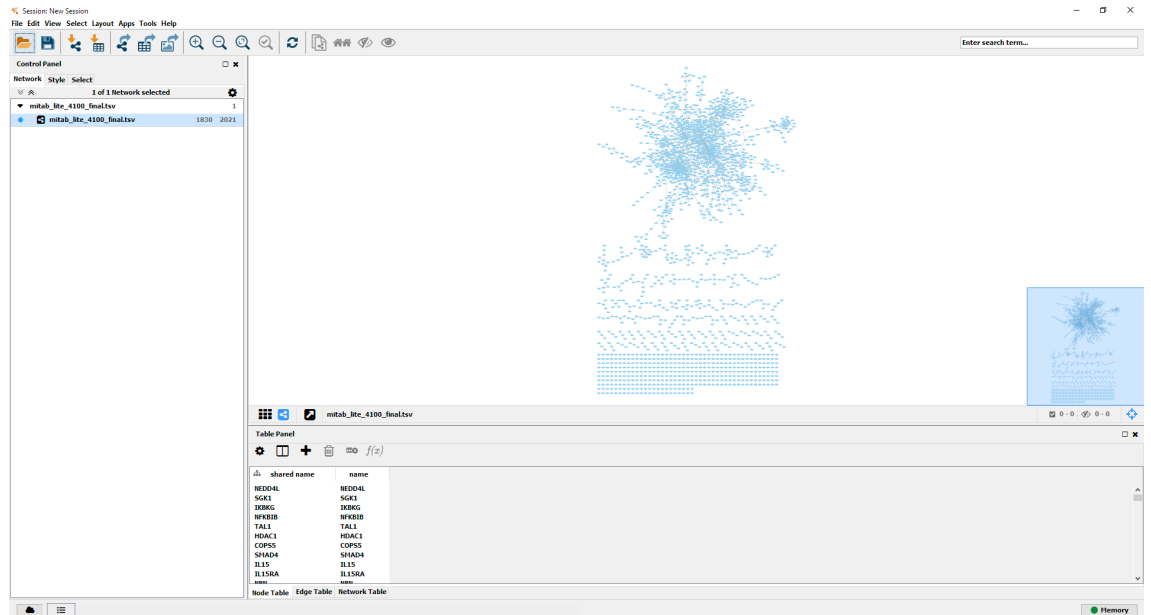 Session: New Session
File Edit View Select Layout Apps Tools Help
Enter search term...
Control Panel
Network Style Select
1 of 1 Network selected
mitab_lite_4100_final.tsv 1
mitab_lite_4100_final.tsv 1830 2021
mitab_lite_4100_final.tsv
0 - 0 0 - 0
Table Panel
f(x)
shared name name
NEDD4L NEDD4L
SGK1 SGK1
IKBKG IKBKG
NFKBIB NFKBIB
TAL1 TAL1
HDAC1 HDAC1
COPS5 COPS5
SMAD4 SMAD4
IL15 IL15
IL15RA IL15RA
Node Table Edge Table Network Table
Memory